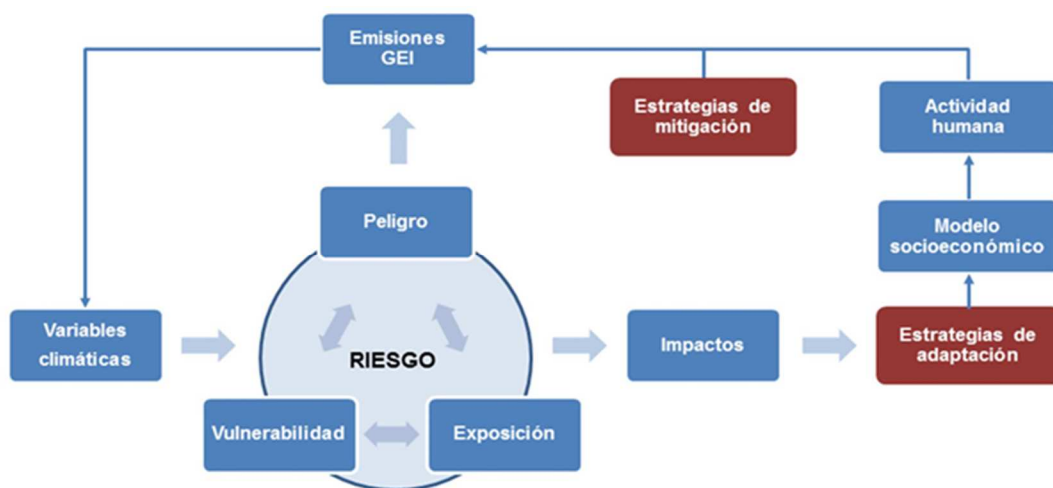 Emisiones
GEI
Estrategias de
mitigación
Actividad
humana
Peligro
Modelo
socioeconómico
Variables
climáticas
RIESGO
Impactos
Estrategias de
adaptación
Vulnerabilidad
Exposición